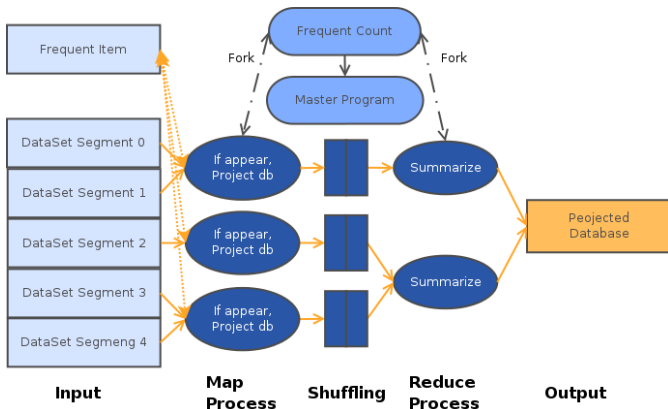 Frequent Count
Frequent Item
Fork
Fork
Master Program
DataSet Segment 0
DataSet Segment 1
DataSet Segment 2
DataSet Segment 3
DataSet Segmeng 4
If appear,
Project db
If appear,
Project db
If appear,
Project db
Summarize
Summarize
Peojected
Database
Input
Map
Process
Shuffling
Reduce
Process
Output